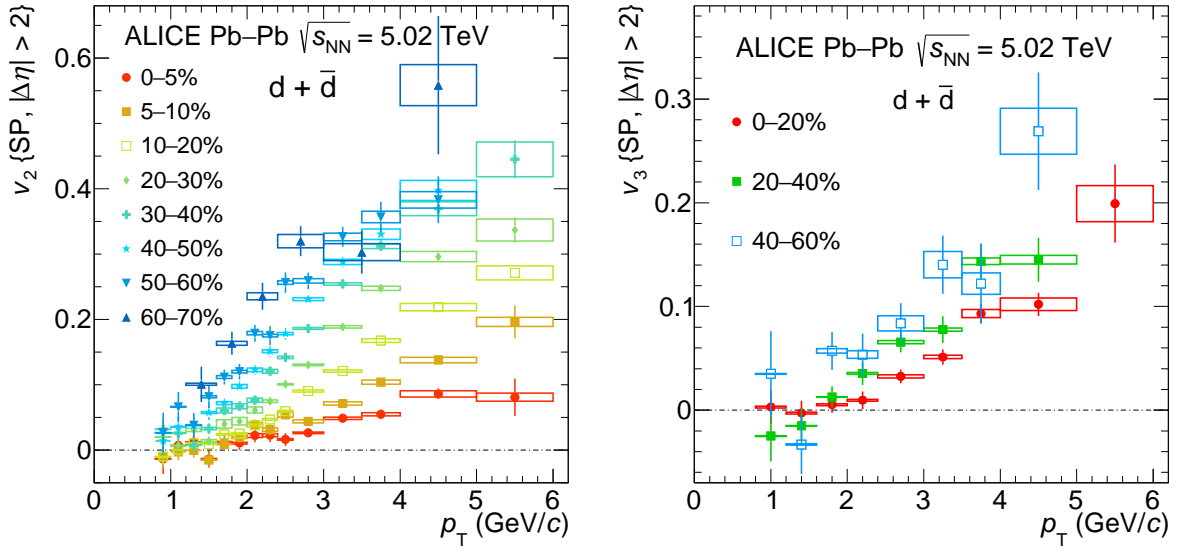 ALICE Pb–Pb √sNN = 5.02 TeV
d + d̄
0–5%
5–10%
10–20%
20–30%
30–40%
40–50%
50–60%
60–70%
v2 {SP, |Δη| > 2}
0.6
0.4
0.2
0
0 1 2 3 4 5 6
pT (GeV/c)
ALICE Pb–Pb √sNN = 5.02 TeV
d + d̄
0–20%
20–40%
40–60%
v3 {SP, |Δη| > 2}
0.3
0.2
0.1
0
0 1 2 3 4 5 6
pT (GeV/c)